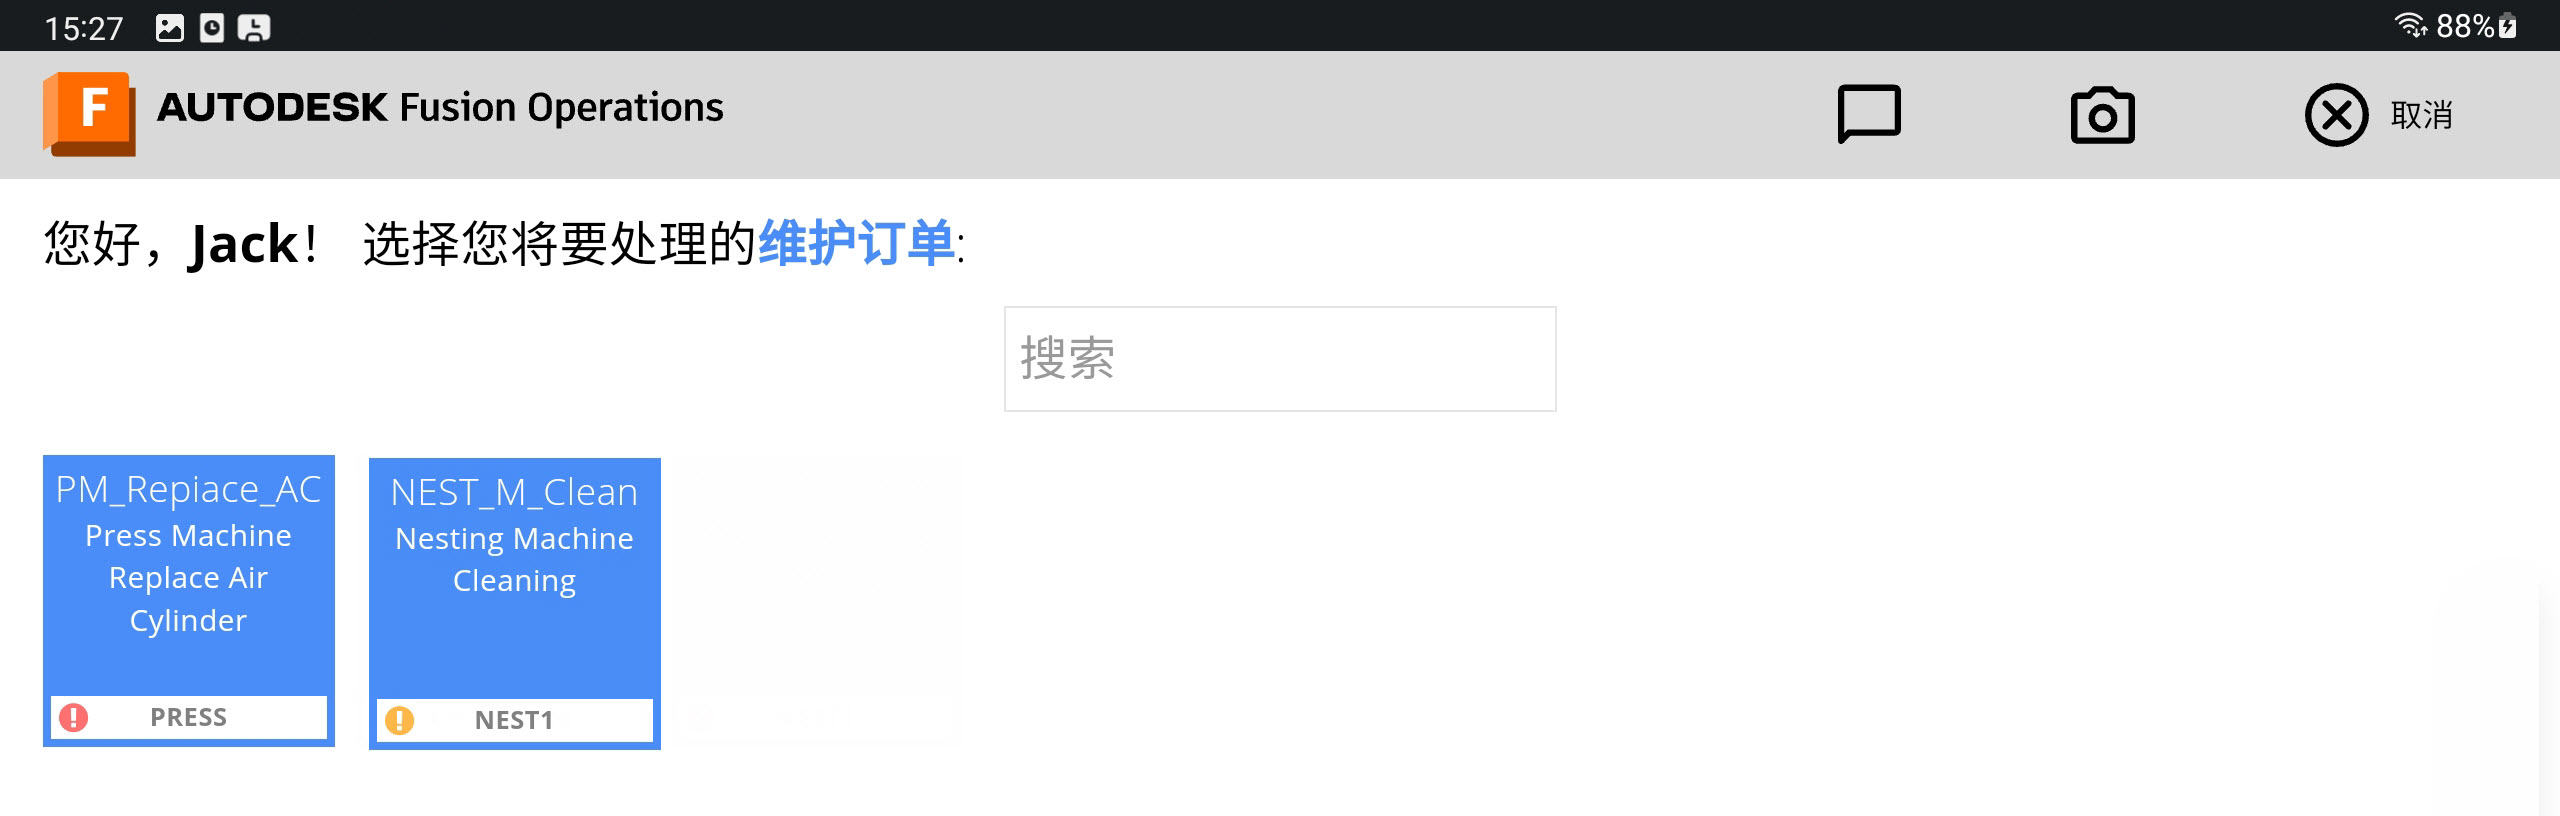 15:27 88%
F AUTODESK Fusion Operations 取消
您好，Jack！ 选择您将要处理的维护订单:
搜索
PM_Repiace_AC
Press Machine
Replace Air
Cylinder
PRESS
NEST_M_Clean
Nesting Machine
Cleaning
NEST1